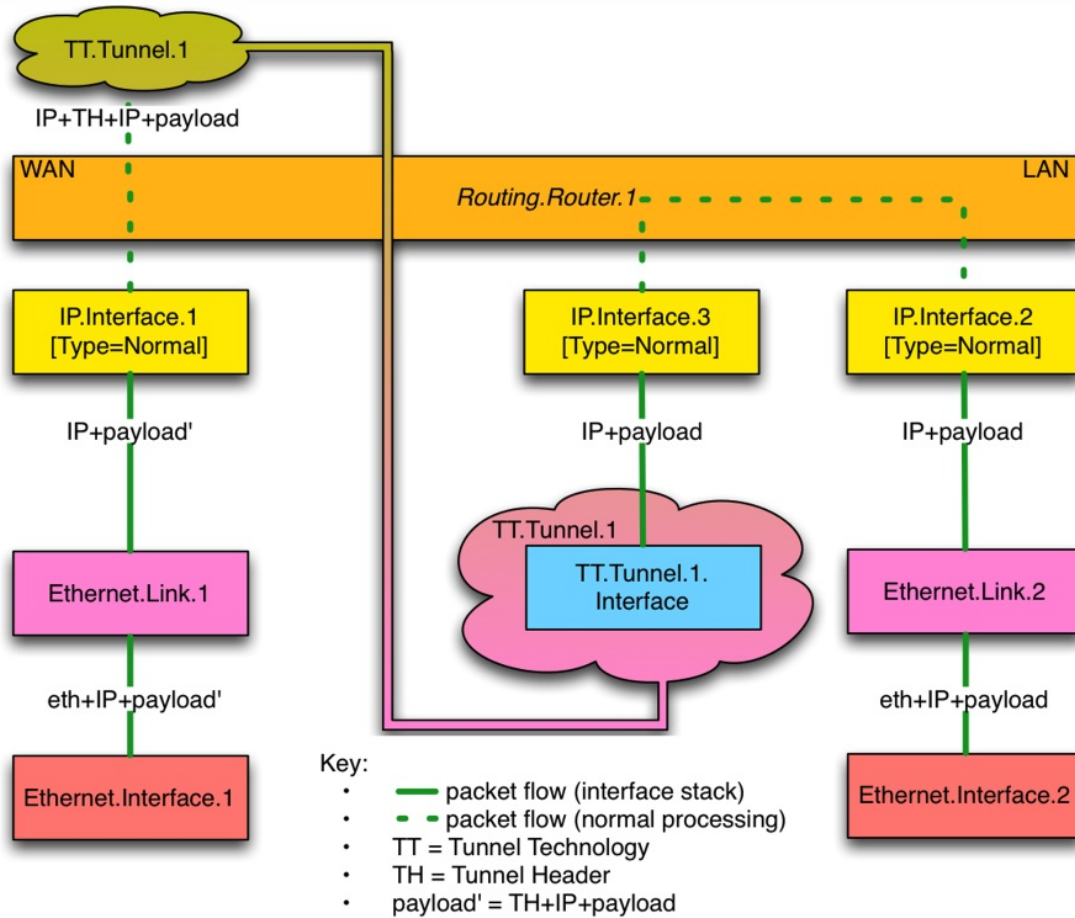 TT.Tunnel.1
IP+TH+IP+payload
WAN
LAN
Routing.Router.1
IP.Interface.1
[Type=Normal]
IP.Interface.3
[Type=Normal]
IP.Interface.2
[Type=Normal]
IP+payload'
IP+payload
IP+payload
TT.Tunnel.1
TT.Tunnel.1.
Interface
Ethernet.Link.1
Ethernet.Link.2
eth+IP+payload'
eth+IP+payload
Ethernet.Interface.1
Ethernet.Interface.2
Key:
• packet flow (interface stack)
• packet flow (normal processing)
• TT = Tunnel Technology
• TH = Tunnel Header
• payload' = TH+IP+payload